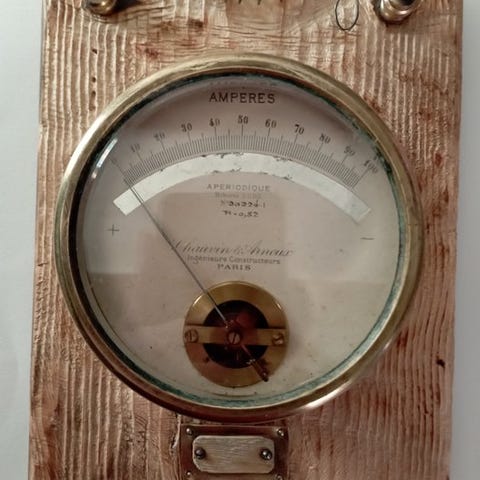 AMPERES
10 20 30 40 50 60 70 80 90 100
APERIODIQUE
+ −
Chauvin & Arnoux
Ingénieurs Constructeurs
PARIS